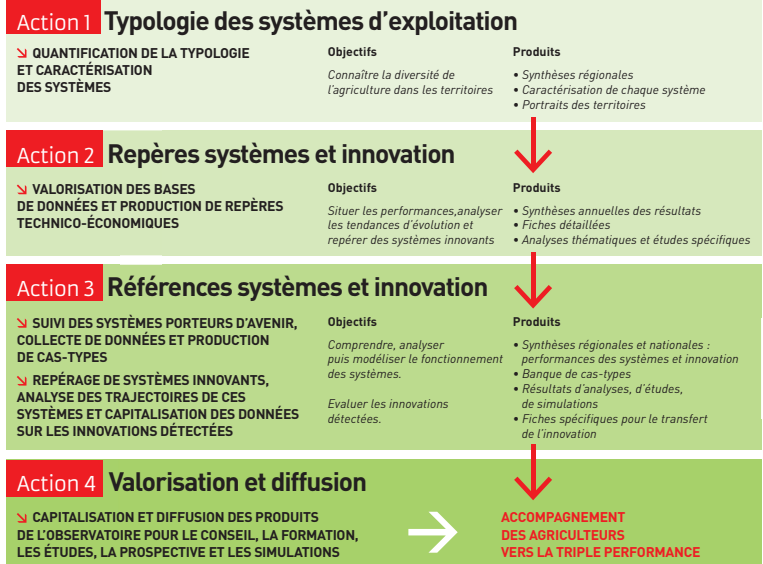 Action 1 Typologie des systèmes d'exploitation
↘ QUANTIFICATION DE LA TYPOLOGIE
ET CARACTÉRISATION
DES SYSTÈMES
Objectifs
Connaître la diversité de
l'agriculture dans les territoires
Produits
• Synthèses régionales
• Caractérisation de chaque système
• Portraits des territoires
Action 2 Repères systèmes et innovation
↘ VALORISATION DES BASES
DE DONNÉES ET PRODUCTION DE REPÈRES
TECHNICO-ÉCONOMIQUES
Objectifs
Situer les performances,analyser
les tendances d'évolution et
repérer des systèmes innovants
Produits
• Synthèses annuelles des résultats
• Fiches détaillées
• Analyses thématiques et études spécifiques
Action 3 Références systèmes et innovation
↘ SUIVI DES SYSTÈMES PORTEURS D'AVENIR,
COLLECTE DE DONNÉES ET PRODUCTION
DE CAS-TYPES
↘ REPÉRAGE DE SYSTÈMES INNOVANTS,
ANALYSE DES TRAJECTOIRES DE CES
SYSTÈMES ET CAPITALISATION DES DONNÉES
SUR LES INNOVATIONS DÉTECTÉES
Objectifs
Comprendre, analyser
puis modéliser le fonctionnement
des systèmes.
Evaluer les innovations
détectées.
Produits
• Synthèses régionales et nationales :
performances des systèmes et innovation
• Banque de cas-types
• Résultats d'analyses, d'études,
de simulations
• Fiches spécifiques pour le transfert
de l'innovation
Action 4 Valorisation et diffusion
↘ CAPITALISATION ET DIFFUSION DES PRODUITS
DE L'OBSERVATOIRE POUR LE CONSEIL, LA FORMATION,
LES ÉTUDES, LA PROSPECTIVE ET LES SIMULATIONS
ACCOMPAGNEMENT
DES AGRICULTEURS
VERS LA TRIPLE PERFORMANCE